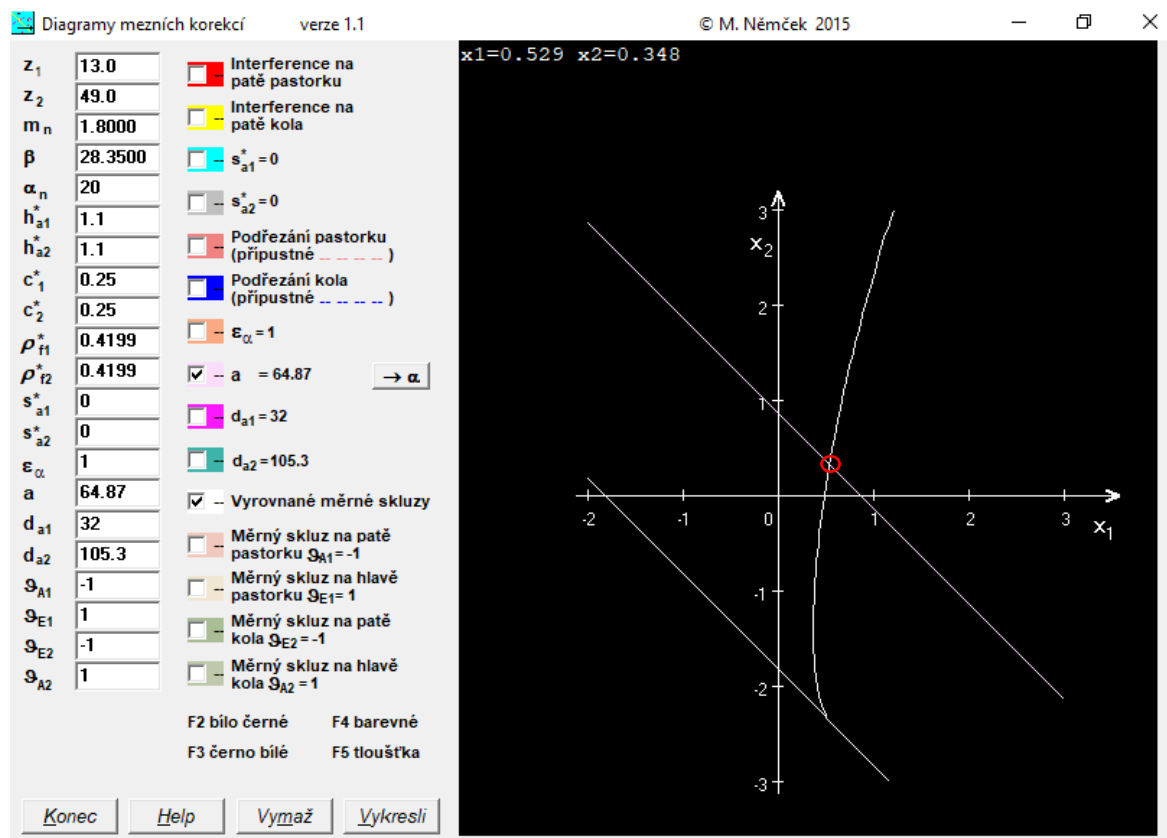 Diagramy mezních korekcí verze 1.1 © M. Němček 2015
z1 13.0
z2 49.0
mn 1.8000
β 28.3500
αn 20
h*a1 1.1
h*a2 1.1
c*1 0.25
c*2 0.25
ρ*f1 0.4199
ρ*f2 0.4199
s*a1 0
s*a2 0
εα 1
a 64.87
da1 32
da2 105.3
ϑA1 -1
ϑE1 1
ϑE2 -1
ϑA2 1
-- Interference na
patě pastorku
-- Interference na
patě kola
-- s*a1 = 0
-- s*a2 = 0
-- Podřezání pastorku
(přípustné -- -- -- -- )
-- Podřezání kola
(přípustné -- -- -- -- )
-- εα = 1
-- a = 64.87 → α
-- da1 = 32
-- da2 =105.3
-- Vyrovnané měrné skluzy
-- Měrný skluz na patě
pastorku ϑA1 = -1
-- Měrný skluz na hlavě
pastorku ϑE1 = 1
-- Měrný skluz na patě
kola ϑE2 = -1
-- Měrný skluz na hlavě
kola ϑA2 = 1
F2 bílo černé F4 barevné
F3 černo bílé F5 tloušťka
Konec Help Vymaž Vykresli
x1=0.529 x2=0.348
3
x2
2
1
-2 -1 0 1 2 3 x1
-1
-2
-3